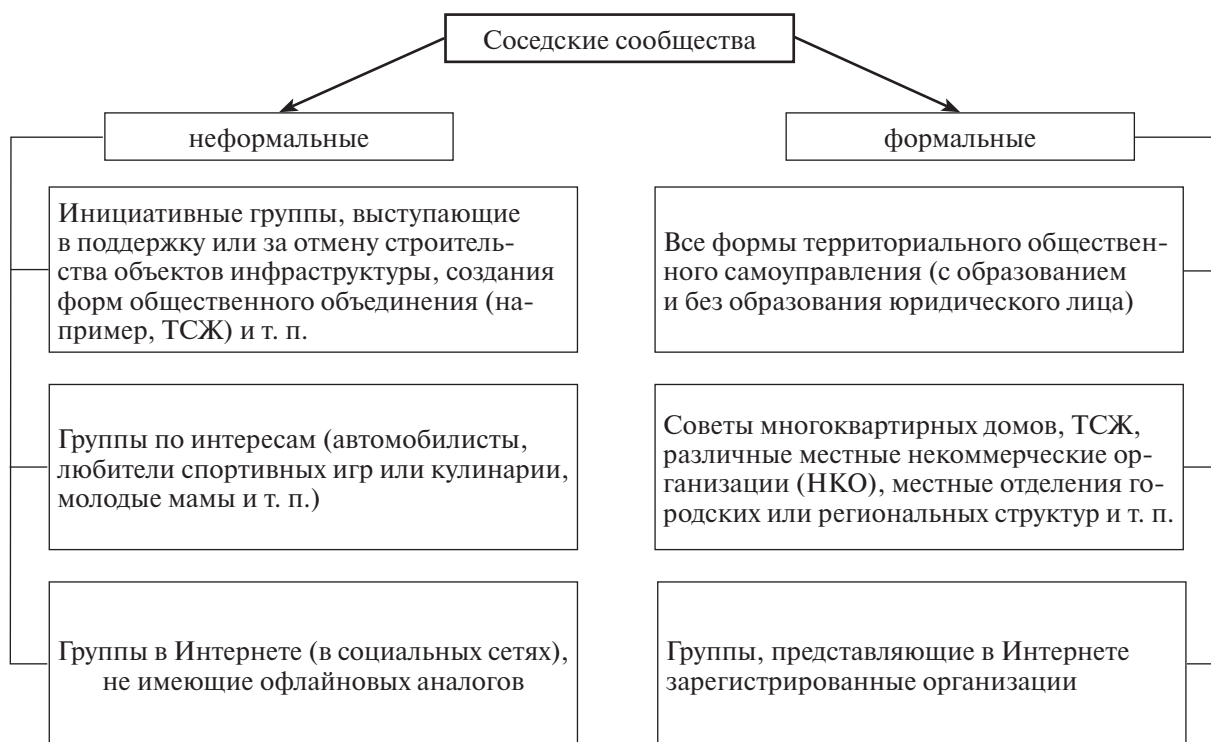 Соседские сообщества
неформальные
Инициативные группы, выступающие
в поддержку или за отмену строитель-
ства объектов инфраструктуры, создания
форм общественного объединения (на-
пример, ТСЖ) и т. п.
Группы по интересам (автомобилисты,
любители спортивных игр или кулинарии,
молодые мамы и т. п.)
Группы в Интернете (в социальных сетях),
не имеющие офлайновых аналогов
формальные
Все формы территориального обществен-
ного самоуправления (с образованием
и без образования юридического лица)
Советы многоквартирных домов, ТСЖ,
различные местные некоммерческие ор-
ганизации (НКО), местные отделения го-
родских или региональных структур и т. п.
Группы, представляющие в Интернете
зарегистрированные организации